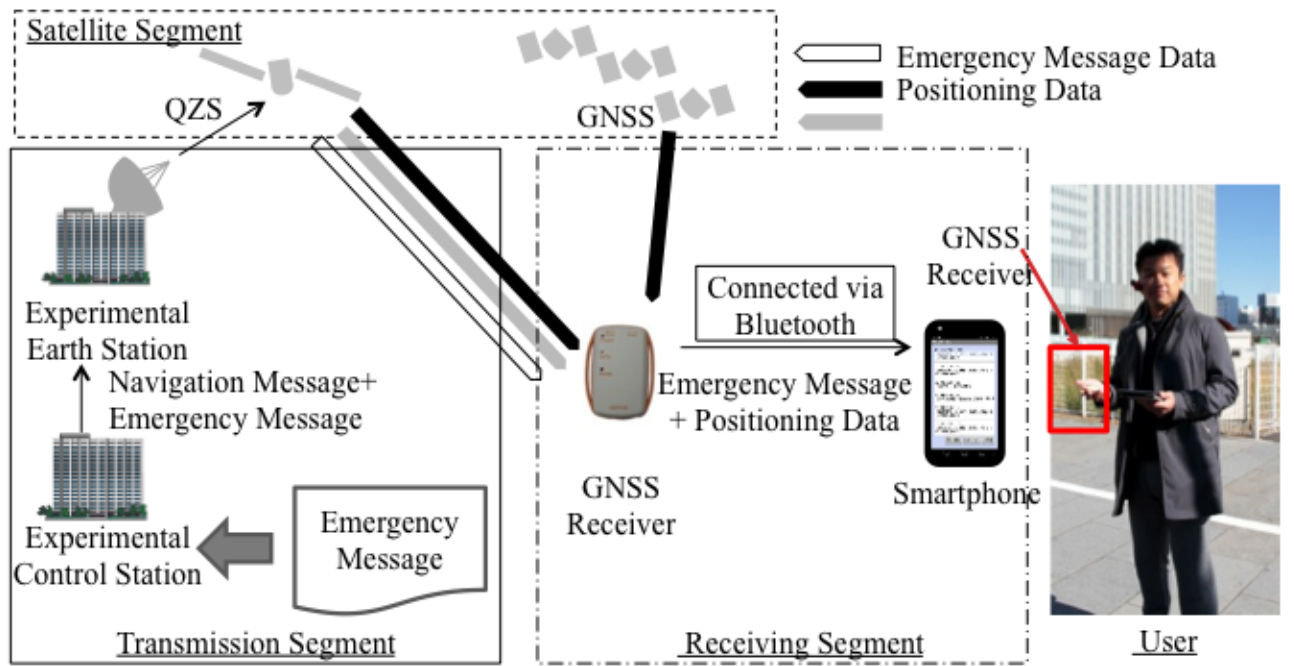 Satellite Segment
QZS
GNSS
Emergency Message Data
Positioning Data
Experimental
Earth Station
Navigation Message+
Emergency Message
Experimental
Control Station
Emergency
Message
Transmission Segment
GNSS
Receiver
Connected via
Bluetooth
Emergency Message
+ Positioning Data
Smartphone
Receiving Segment
GNSS
Receiver
User